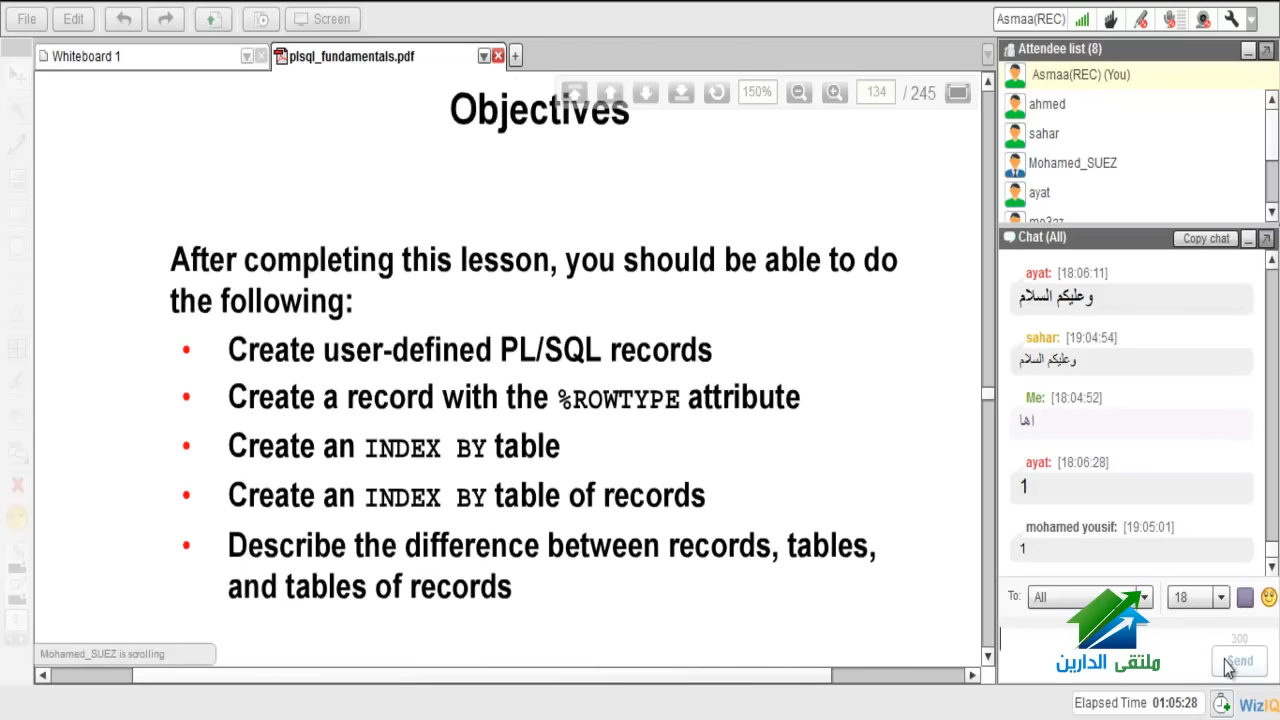 File Edit Screen Asmaa(REC)
Whiteboard 1 plsql_fundamentals.pdf
150% 134 / 245
Objectives
After completing this lesson, you should be able to do
the following:
• Create user-defined PL/SQL records
• Create a record with the %ROWTYPE attribute
• Create an INDEX BY table
• Create an INDEX BY table of records
• Describe the difference between records, tables,
and tables of records
Mohamed_SUEZ is scrolling
Attendee list (8)
Asmaa(REC) (You)
ahmed
sahar
Mohamed_SUEZ
ayat
Chat (All) Copy chat
ayat: [18:06:11]
وعليكم السلام
sahar: [19:04:54]
وعليكم السلام
Me: [18:04:52]
اها
ayat: [18:06:28]
1
mohamed yousif: [19:05:01]
1
To: All 18
300
Send
ملتقى الدارين
Elapsed Time 01:05:28
WizIQ